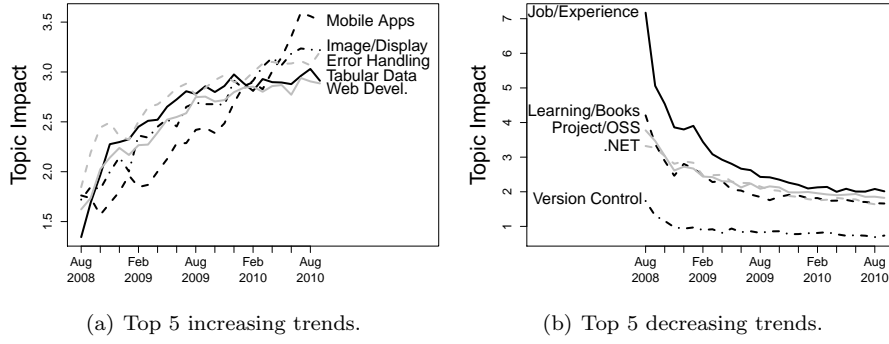 Topic Impact
3.5
3.0
2.5
2.0
1.5
Mobile Apps
Image/Display
Error Handling
Tabular Data
Web Devel.
Aug
2008
Feb
2009
Aug
2009
Feb
2010
Aug
2010
(a) Top 5 increasing trends.
Topic Impact
7
6
5
4
3
2
1
Job/Experience
Learning/Books
Project/OSS
.NET
Version Control
Aug
2008
Feb
2009
Aug
2009
Feb
2010
Aug
2010
(b) Top 5 decreasing trends.